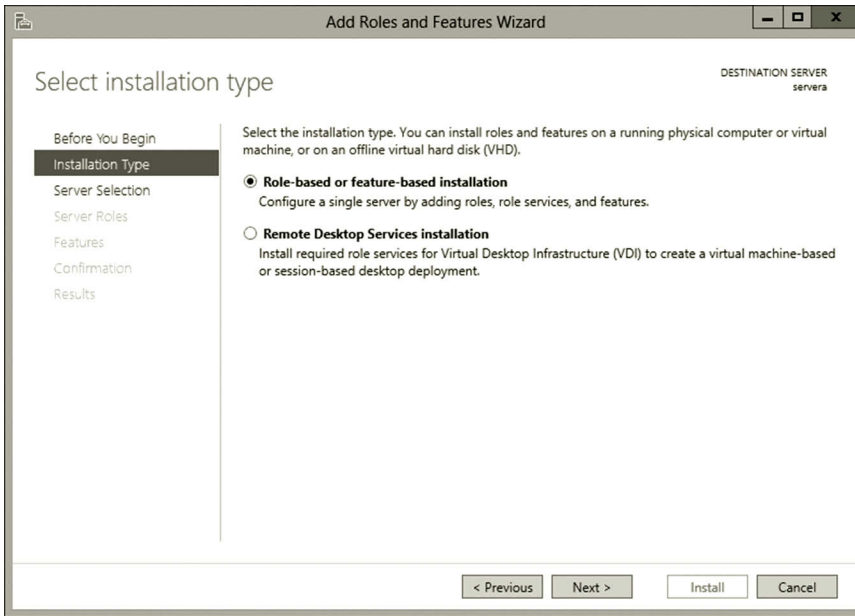 Add Roles and Features Wizard
Select installation type
DESTINATION SERVER
servera
Before You Begin
Installation Type
Server Selection
Server Roles
Features
Confirmation
Results
Select the installation type. You can install roles and features on a running physical computer or virtual
machine, or on an offline virtual hard disk (VHD).
Role-based or feature-based installation
Configure a single server by adding roles, role services, and features.
Remote Desktop Services installation
Install required role services for Virtual Desktop Infrastructure (VDI) to create a virtual machine-based
or session-based desktop deployment.
< Previous
Next >
Install
Cancel